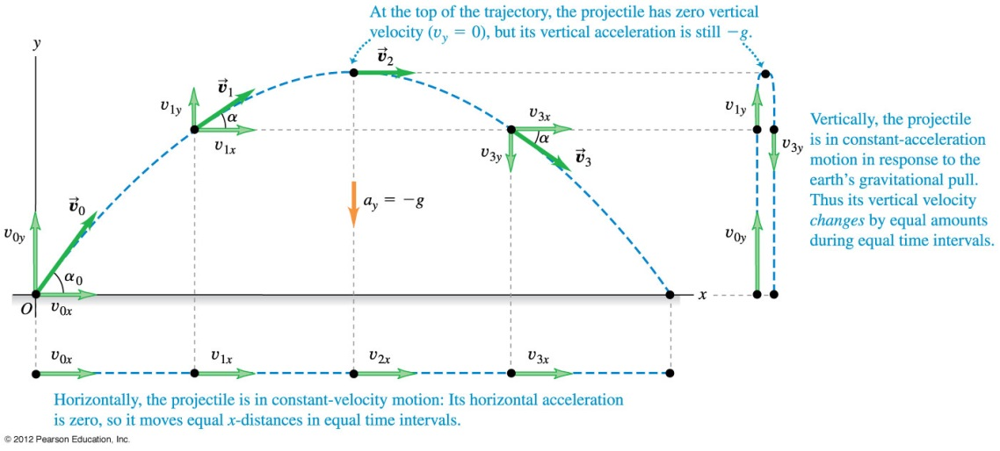 At the top of the trajectory, the projectile has zero vertical
velocity (v_y = 0), but its vertical acceleration is still −g.
y
v⃗₂
v⃗₁
v₁y
α
v₁x
v₃x
α
v₃y
v⃗₃
v₁y
v₃y
Vertically, the projectile
is in constant-acceleration
motion in response to the
earth's gravitational pull.
Thus its vertical velocity
changes by equal amounts
during equal time intervals.
v⃗₀
a_y = −g
v₀y
α₀
v₀y
O
v₀x
x
v₀x
v₁x
v₂x
v₃x
Horizontally, the projectile is in constant-velocity motion: Its horizontal acceleration
is zero, so it moves equal x-distances in equal time intervals.
© 2012 Pearson Education, Inc.